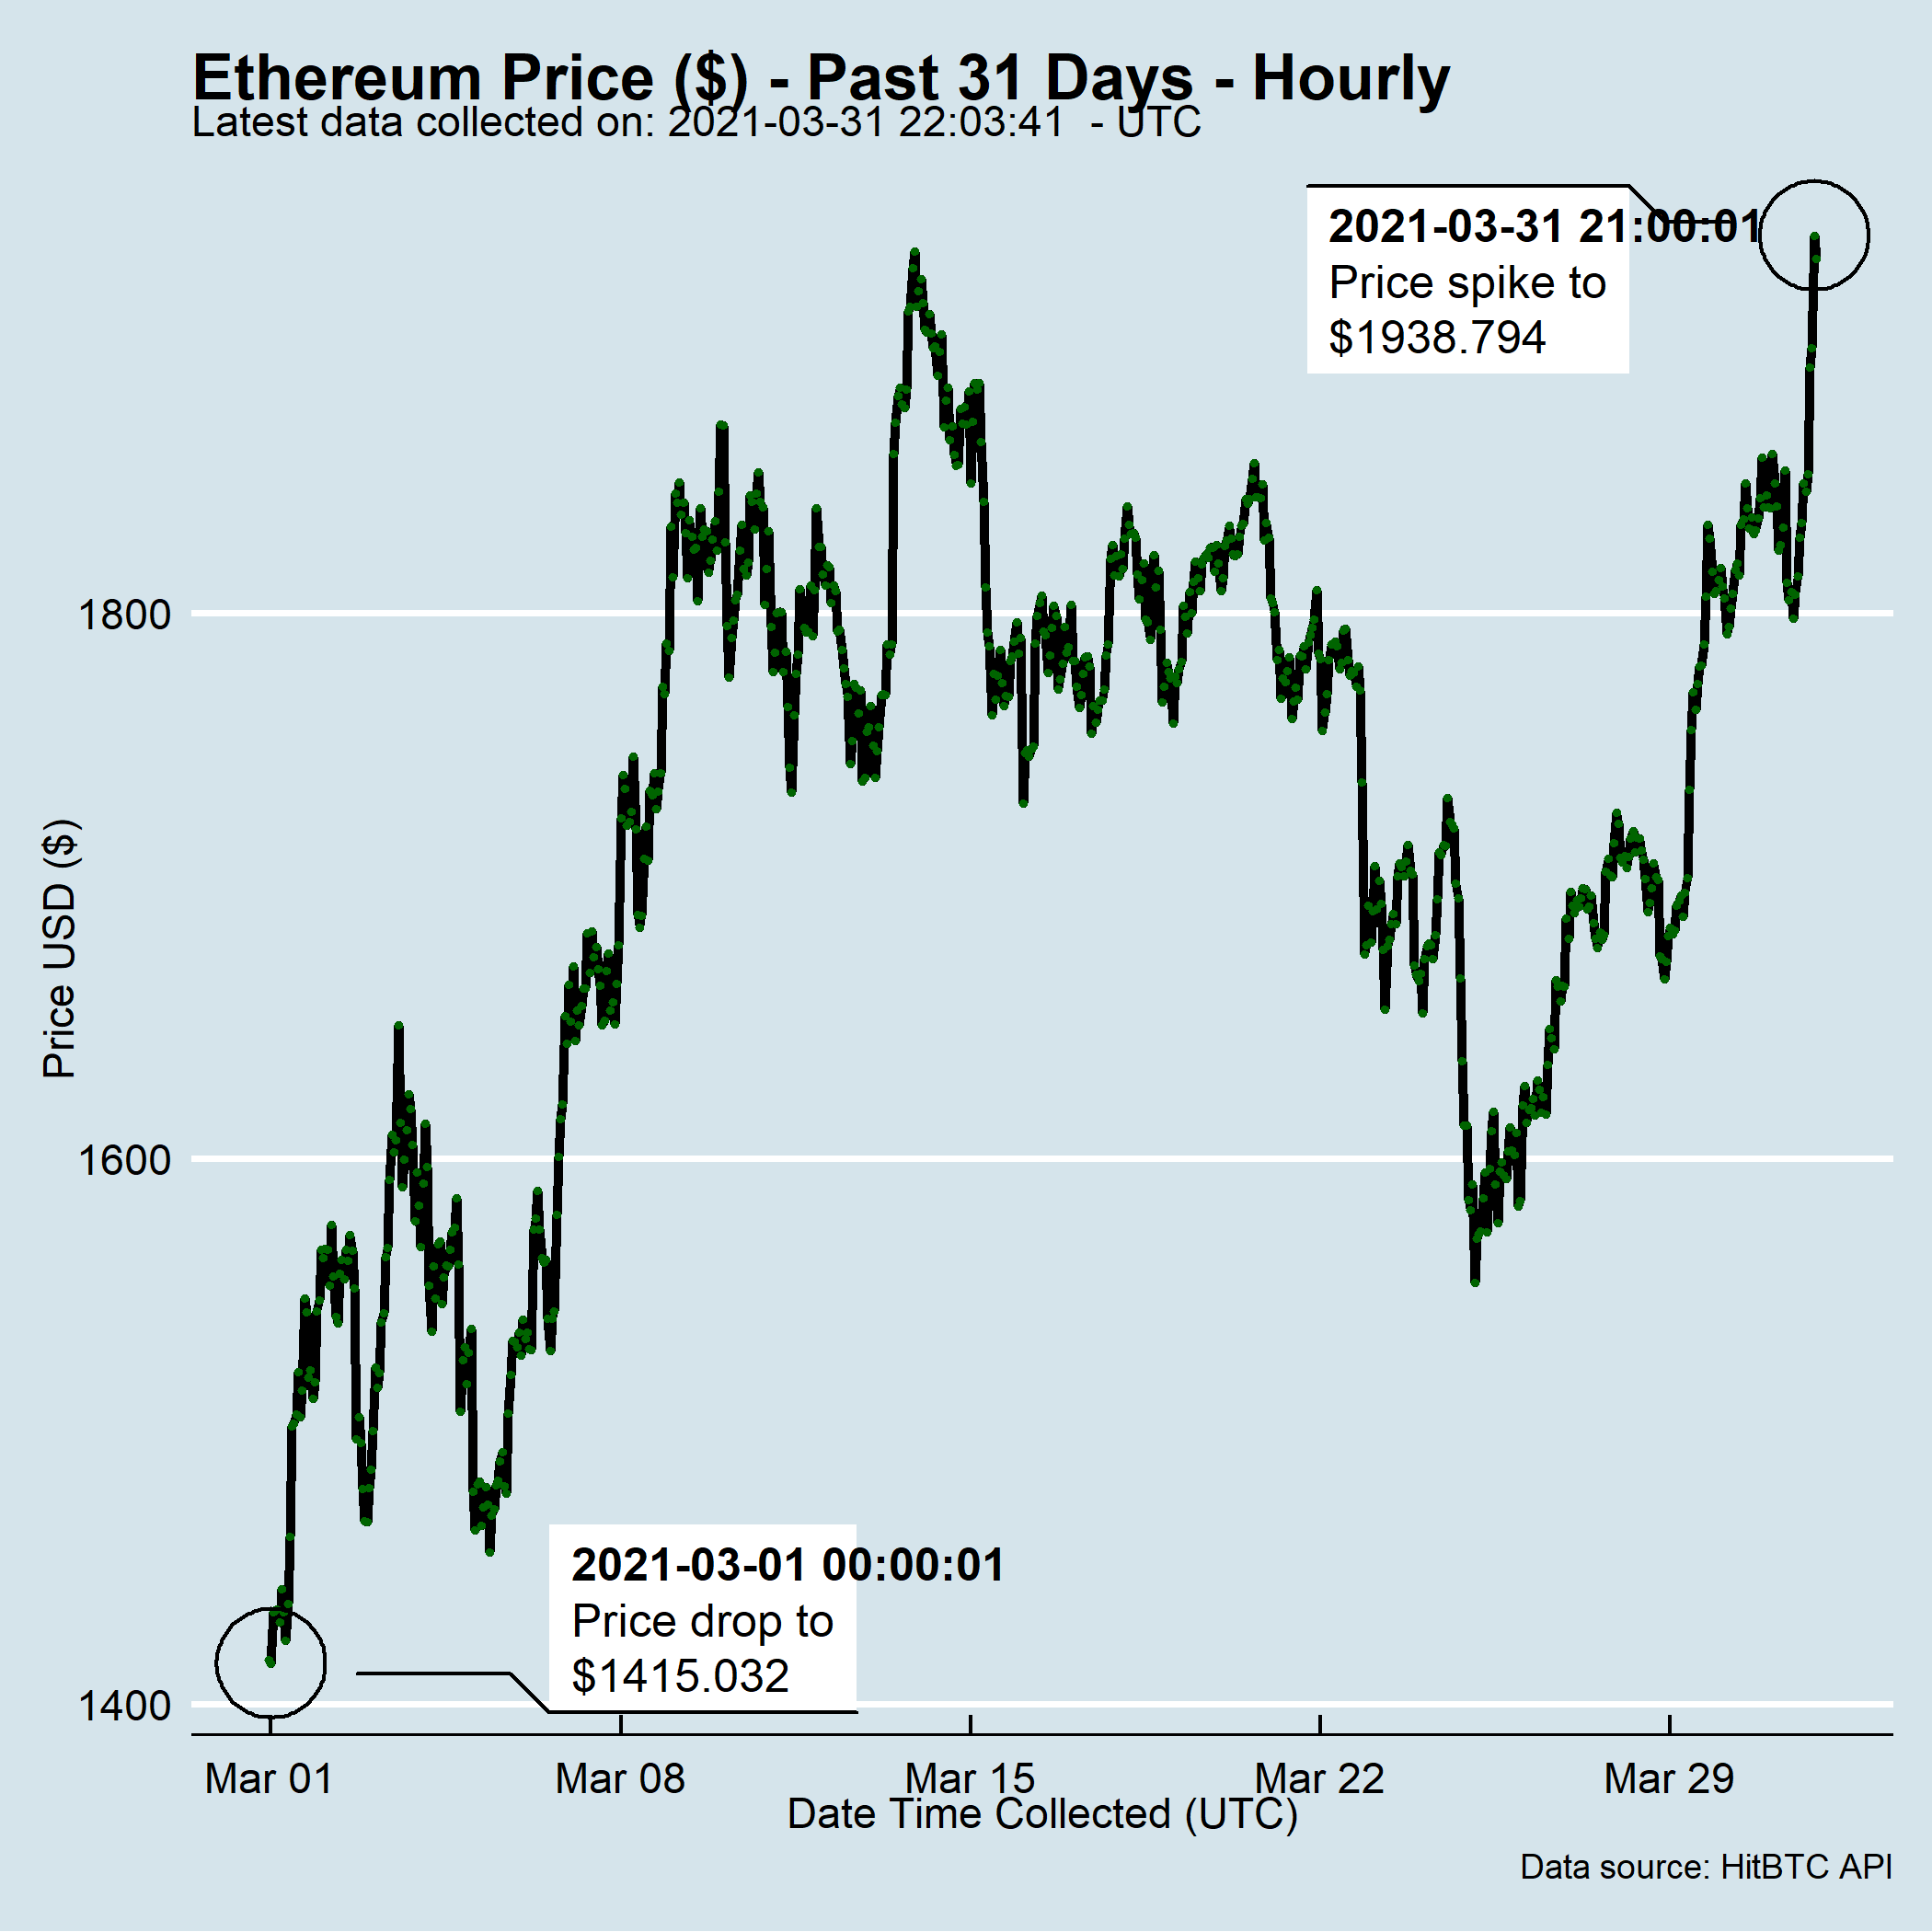 Ethereum Price ($) - Past 31 Days - Hourly
Latest data collected on: 2021-03-31 22:03:41  - UTC
2021-03-31 21:00:01
Price spike to
$1938.794
1800
1600
1400
Price USD ($)
2021-03-01 00:00:01
Price drop to
$1415.032
Mar 01 Mar 08 Mar 15 Mar 22 Mar 29
Date Time Collected (UTC)
Data source: HitBTC API